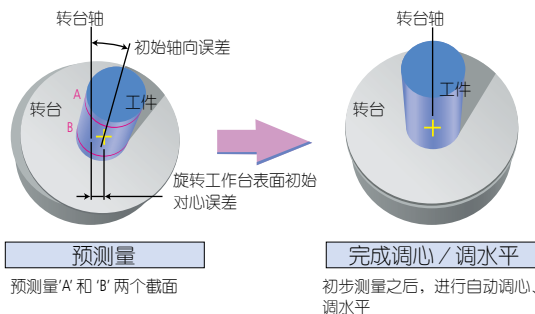 转台轴
初始轴向误差
A
工件
转台
B
旋转工作台表面初始
对心误差
预测量
预测量'A' 和 'B' 两个截面
转台轴
工件
转台
完成调心 / 调水平
初步测量之后，进行自动调心、
调水平